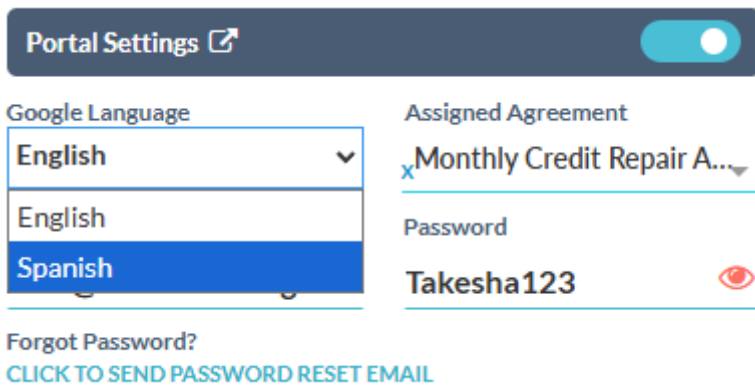 Portal Settings
Google Language
English
English
Spanish
Assigned Agreement
x Monthly Credit Repair A...
Password
Takesha123
Forgot Password?
CLICK TO SEND PASSWORD RESET EMAIL